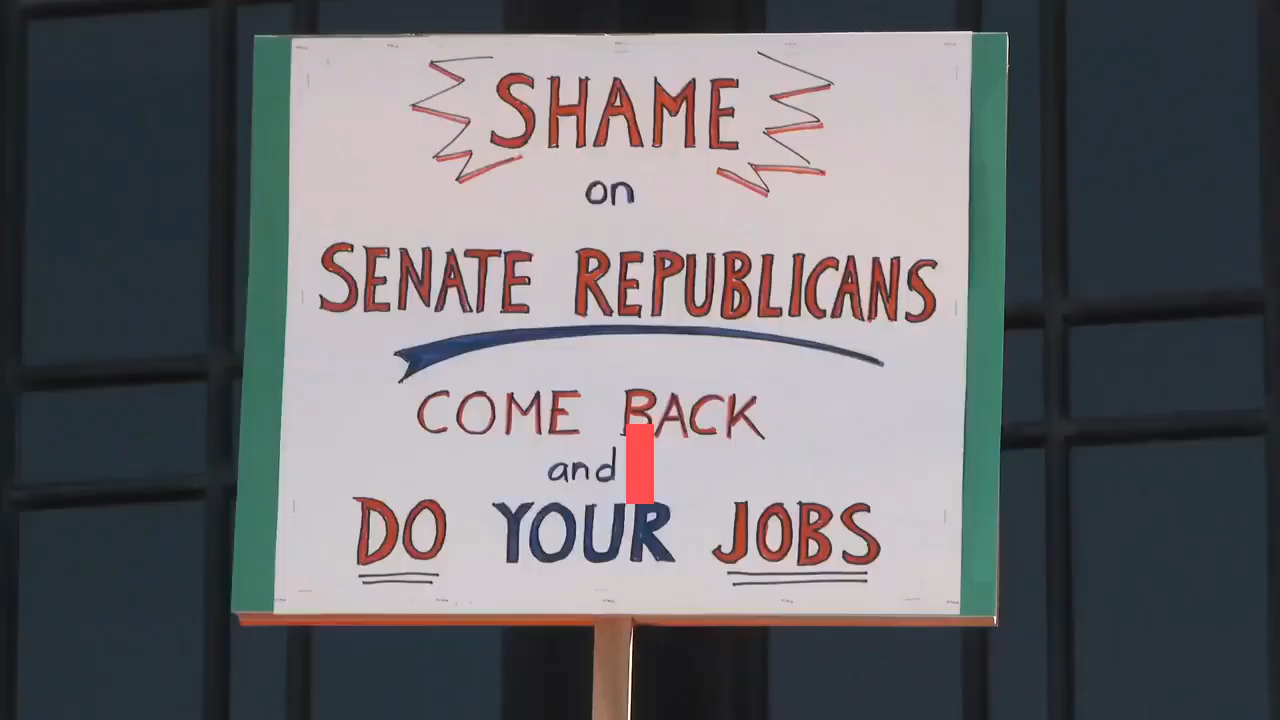 SHAME
on
SENATE REPUBLICANS
COME BACK
and
DO YOUR JOBS